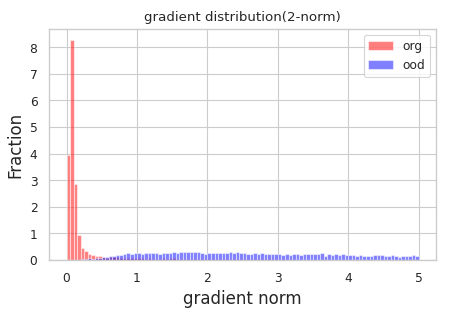 gradient distribution(2-norm)
org
ood
Fraction
8
7
6
5
4
3
2
1
0
0 1 2 3 4 5
gradient norm